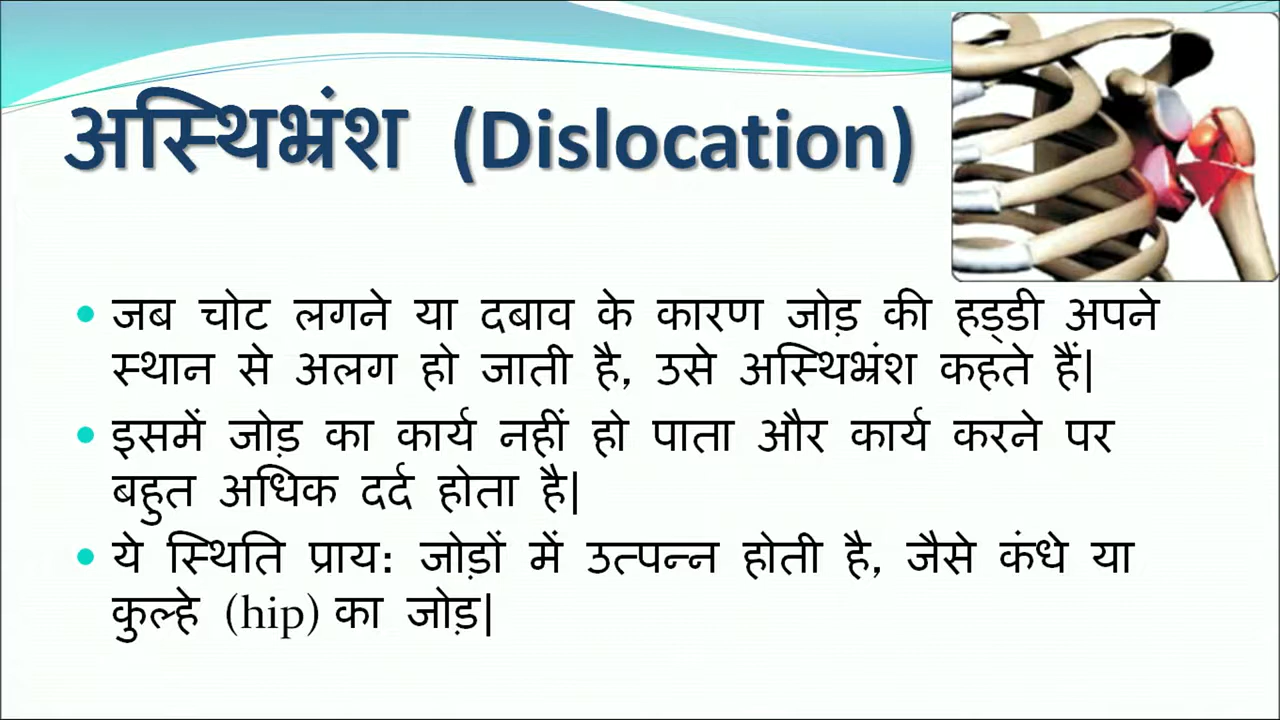 अस्थिभ्रंश (Dislocation)
• जब चोट लगने या दबाव के कारण जोड़ की हड्डी अपने
स्थान से अलग हो जाती है, उसे अस्थिभ्रंश कहते हैं|
• इसमें जोड़ का कार्य नहीं हो पाता और कार्य करने पर
बहुत अधिक दर्द होता है|
• ये स्थिति प्राय: जोड़ों में उत्पन्न होती है, जैसे कंधे या
कुल्हे (hip) का जोड़|